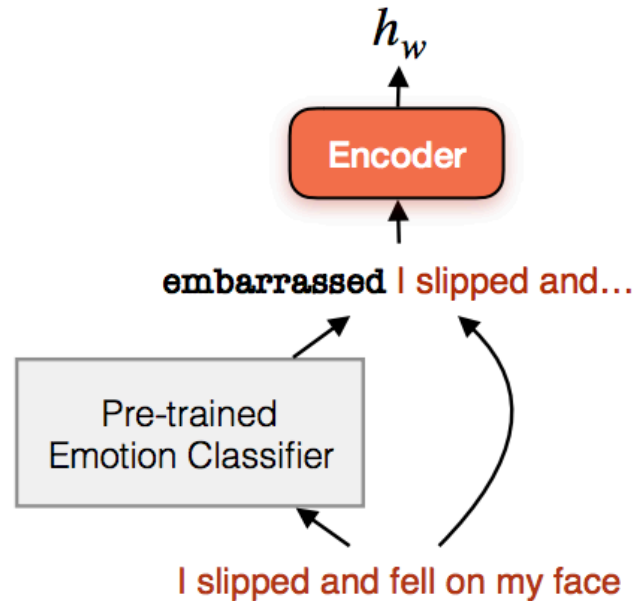 h_w
Encoder
embarrassed I slipped and…
Pre-trained
Emotion Classifier
I slipped and fell on my face